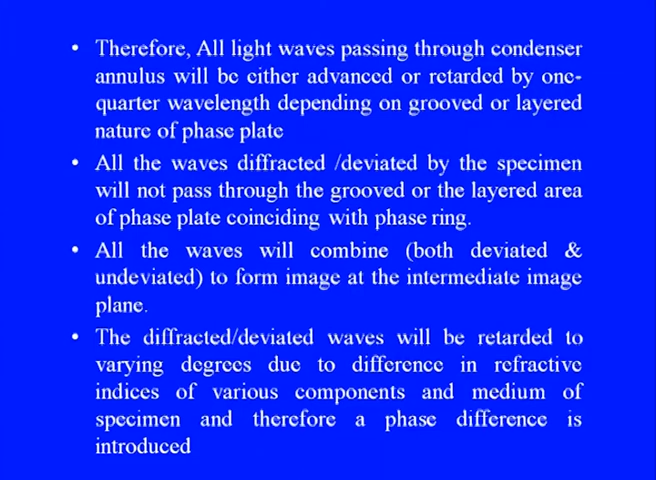 • Therefore, All light waves passing through condenser
annulus will be either advanced or retarded by one-
quarter wavelength depending on grooved or layered
nature of phase plate
• All the waves diffracted /deviated by the specimen
will not pass through the grooved or the layered area
of phase plate coinciding with phase ring.
• All the waves will combine (both deviated &
undeviated) to form image at the intermediate image
plane.
• The diffracted/deviated waves will be retarded to
varying degrees due to difference in refractive
indices of various components and medium of
specimen and therefore a phase difference is
introduced